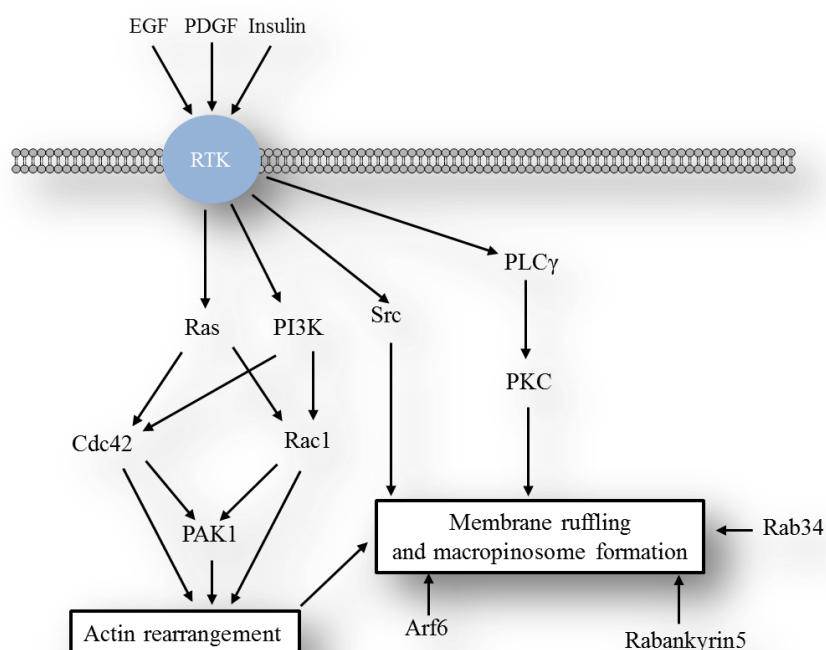 EGF PDGF Insulin
RTK
PLCγ
Ras PI3K Src
PKC
Cdc42 Rac1
PAK1
Membrane ruffling
and macropinosome formation
Rab34
Actin rearrangement
Arf6
Rabankyrin5